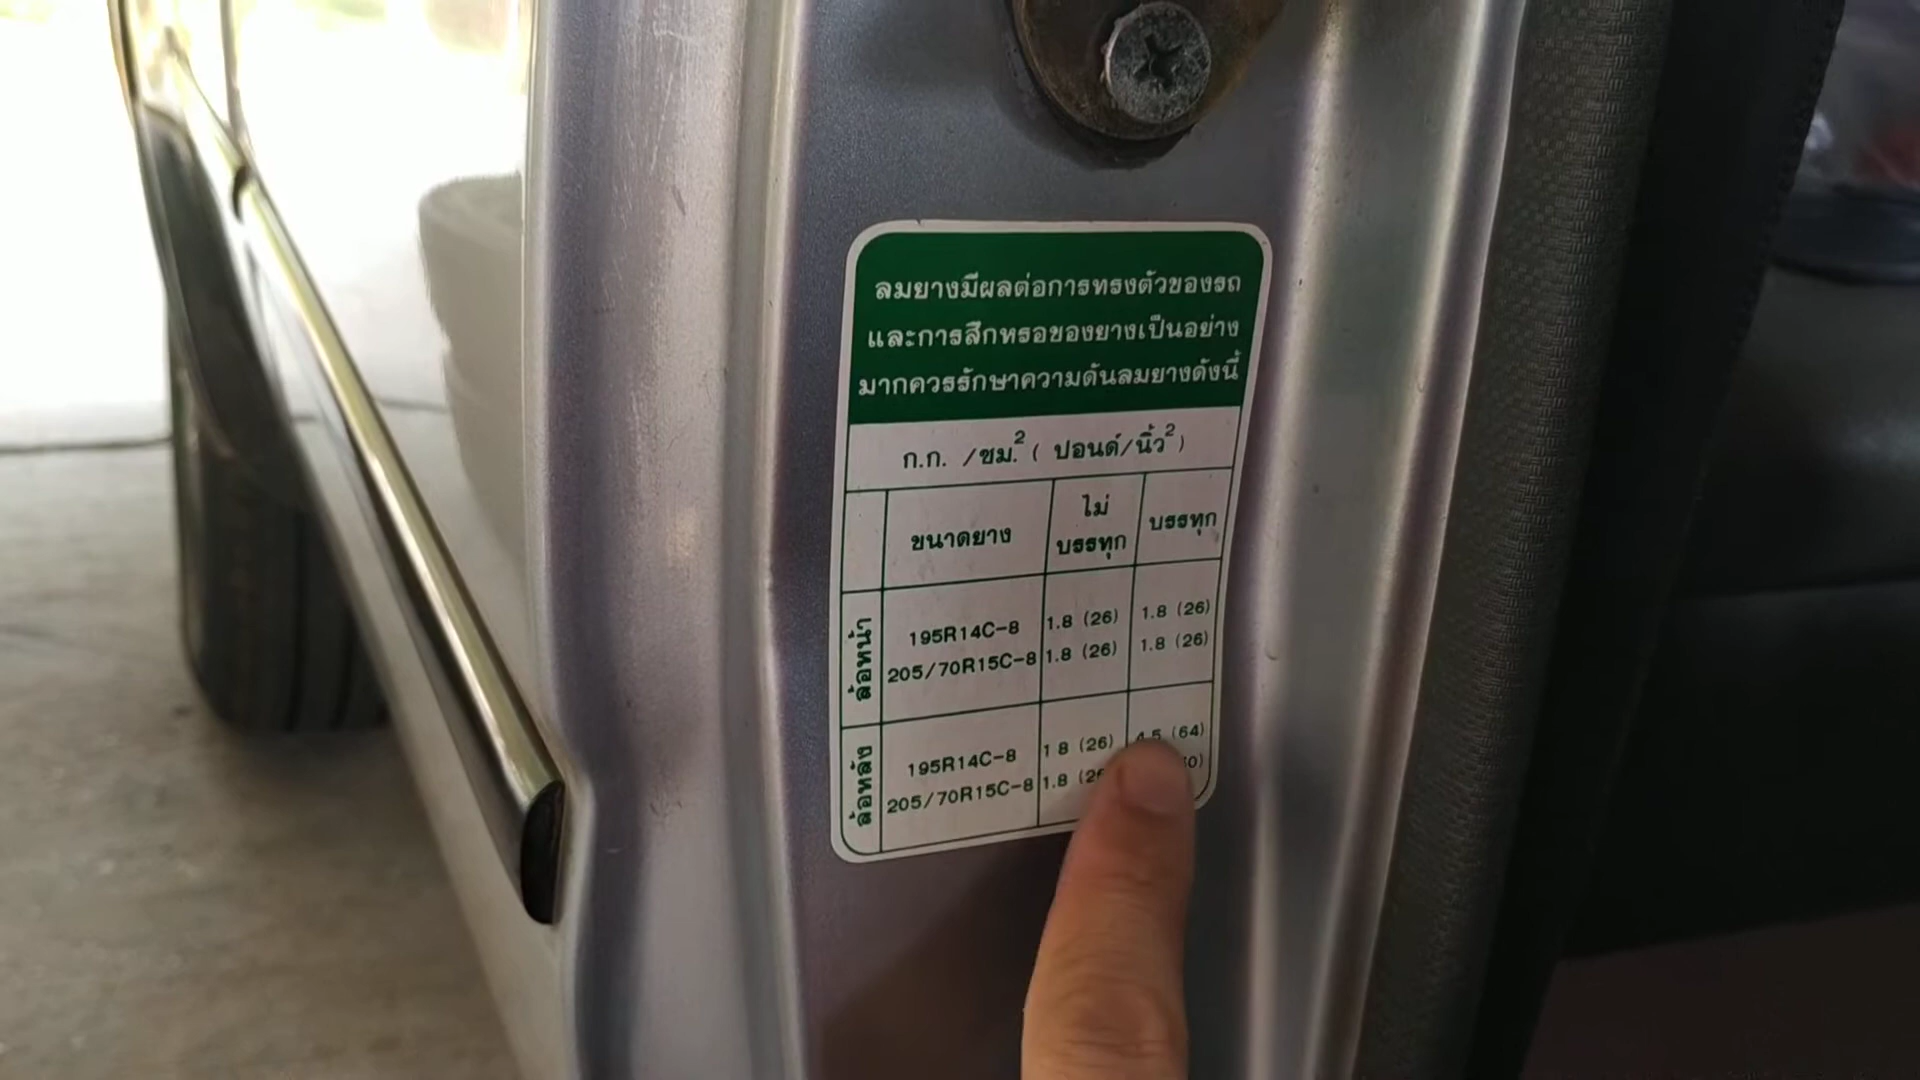 ลมยางมีผลต่อการทรงตัวของรถ
และการสึกหรอของยางเป็นอย่าง
มากควรรักษาความดันลมยางดังนี้
ก.ก. /ซม.² ( ปอนด์/นิ้ว² )
ขนาดยาง ไม่บรรทุก บรรทุก
ล้อหน้า
195R14C-8 1.8 (26) 1.8 (26)
205/70R15C-8 1.8 (26) 1.8 (26)
ล้อหลัง
195R14C-8 1.8 (26) 4.5 (64)
205/70R15C-8 1.8